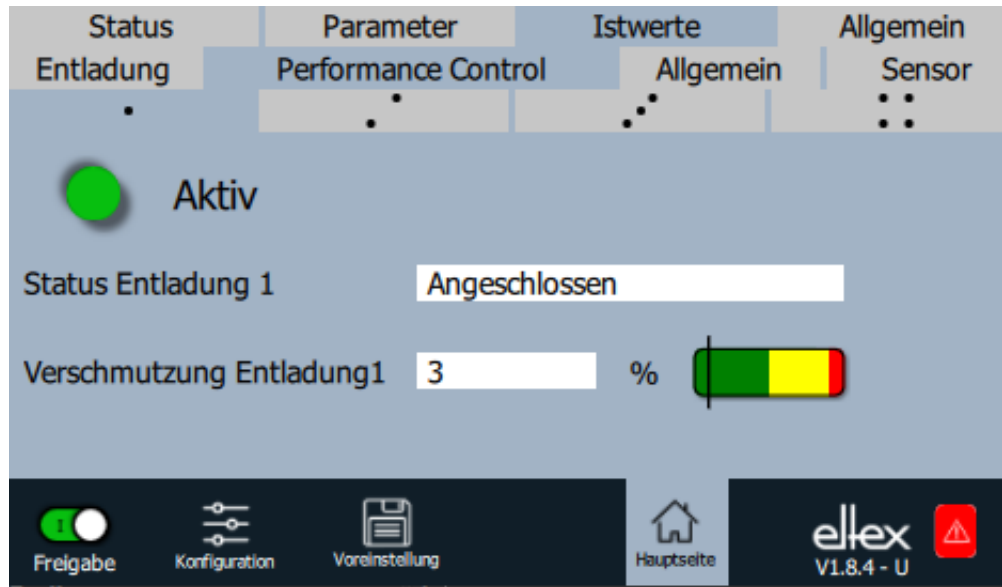 Status Parameter Istwerte Allgemein
Entladung Performance Control Allgemein Sensor
Aktiv
Status Entladung 1 Angeschlossen
Verschmutzung Entladung1 3 %
I
Freigabe Konfiguration Voreinstellung Hauptseite eltex
V1.8.4 - U